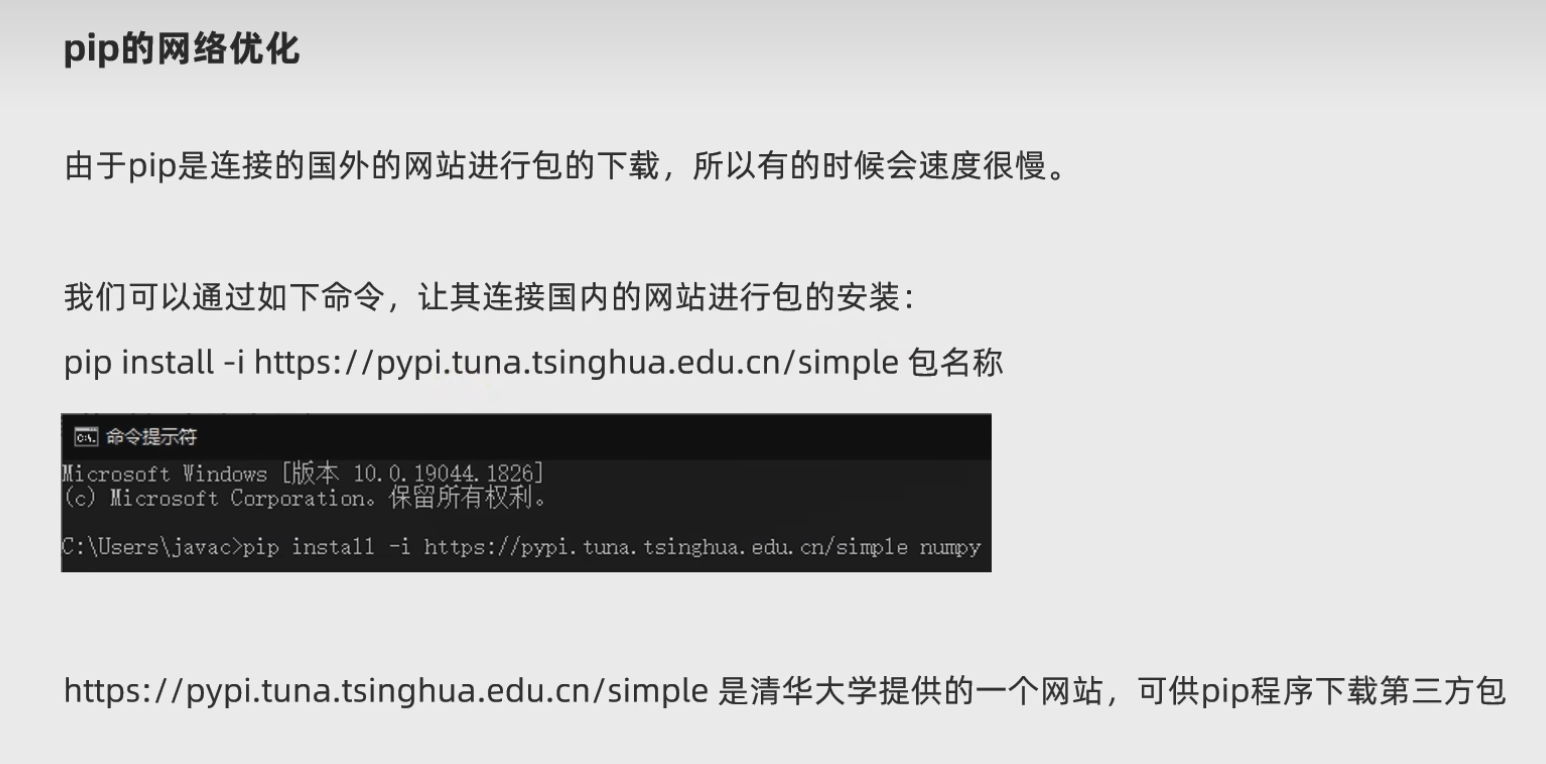 pip的网络优化
由于pip是连接的国外的网站进行包的下载，所以有的时候会速度很慢。
我们可以通过如下命令，让其连接国内的网站进行包的安装：
pip install -i https://pypi.tuna.tsinghua.edu.cn/simple 包名称
命令提示符
Microsoft Windows [版本 10.0.19044.1826]
(c) Microsoft Corporation。保留所有权利。
C:\Users\javac>pip install -i https://pypi.tuna.tsinghua.edu.cn/simple numpy
https://pypi.tuna.tsinghua.edu.cn/simple 是清华大学提供的一个网站，可供pip程序下载第三方包